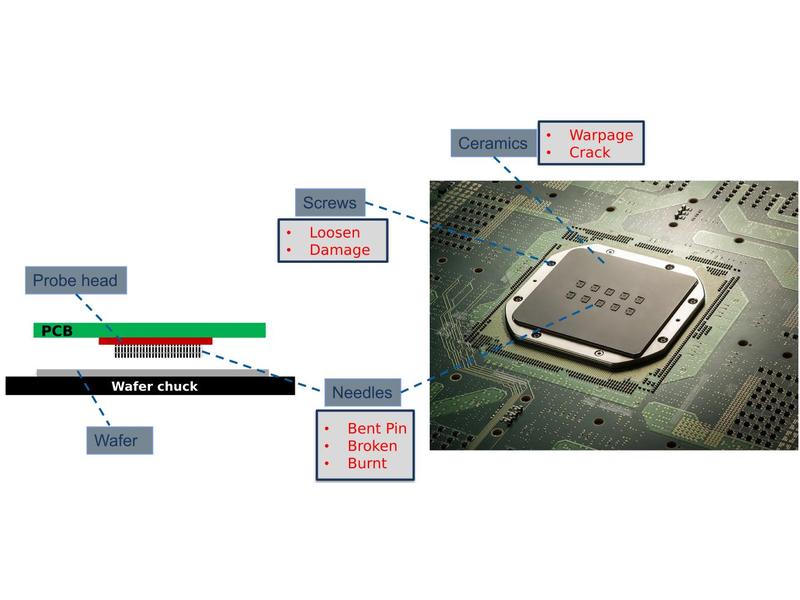 Ceramics
• Warpage
• Crack
Screws
• Loosen
• Damage
Probe head
PCB
Wafer chuck
Wafer
Needles
• Bent Pin
• Broken
• Burnt